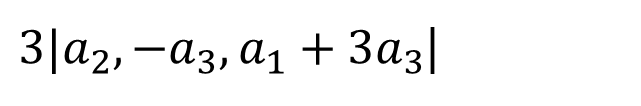 3|a₂, −a₃, a₁ + 3a₃|